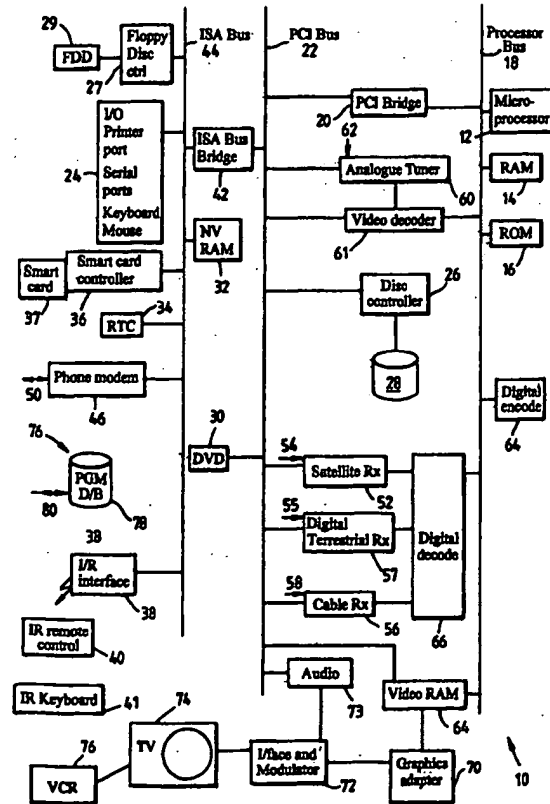 29
FDD
Floppy
Disc
ctrl
27
ISA Bus
44
PCI Bus
22
Processor
Bus
18
I/O
Printer
port
Serial
ports
Keyboard
Mouse
24
ISA Bus
Bridge
42
PCI Bridge
20
Micro-
processor
12
62
Analogue Tuner
60
RAM
14
Video decoder
61
ROM
16
NV
RAM
32
Smart
card
37
Smart card
controller
36
RTC
34
Disc
controller
26
28
50
Phone modem
46
Digital
encode
64
76
PGM
D/B
80
78
30
DVD
54
Satellite Rx
52
55
Digital
Terrestrial Rx
57
58
Cable Rx
56
Digital
decode
66
38
I/R
interface
38
IR remote
control
40
IR Keyboard
41
Audio
73
Video RAM
64
74
TV
76
VCR
I/face and
Modulator
72
Graphics
adapter
70
10